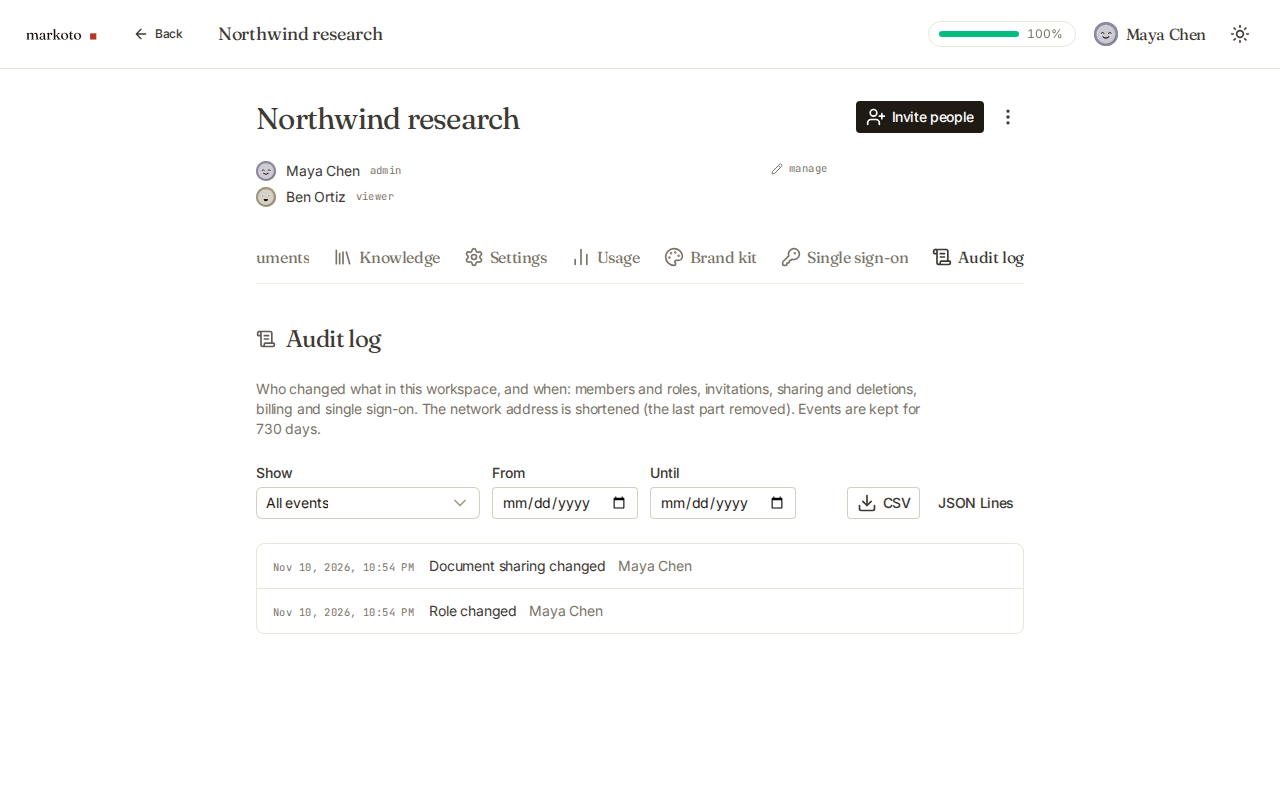 markoto
Back
Northwind research
100%
Maya Chen
Northwind research
Invite people
Maya Chen admin
manage
Ben Ortiz viewer
uments Knowledge Settings Usage Brand kit Single sign-on Audit log
Audit log
Who changed what in this workspace, and when: members and roles, invitations, sharing and deletions,
billing and single sign-on. The network address is shortened (the last part removed). Events are kept for
730 days.
Show From Until
All events mm/dd/yyyy mm/dd/yyyy CSV JSON Lines
Nov 10, 2026, 10:54 PM Document sharing changed Maya Chen
Nov 10, 2026, 10:54 PM Role changed Maya Chen